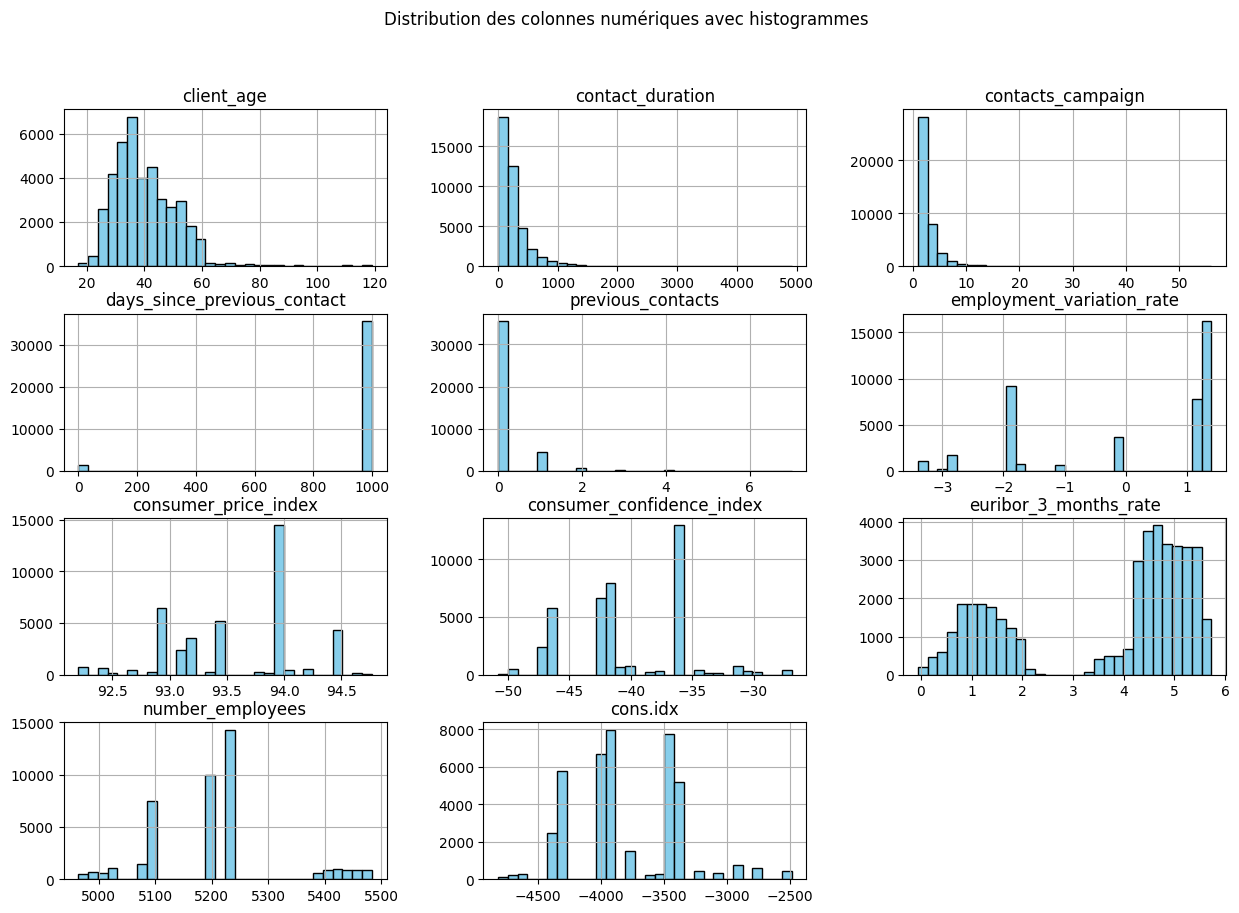 Distribution des colonnes numériques avec histogrammes
client_age
contact_duration
contacts_campaign
6000
4000
2000
0
20 40 60 80 100 120
15000
10000
5000
0
0 1000 2000 3000 4000 5000
20000
10000
0
0 10 20 30 40 50
days_since_previous_contact
previous_contacts
employment_variation_rate
30000
20000
10000
0
0 200 400 600 800 1000
30000
20000
10000
0
0 2 4 6
15000
10000
5000
0
−3 −2 −1 0 1
consumer_price_index
consumer_confidence_index
euribor_3_months_rate
15000
10000
5000
0
92.5 93.0 93.5 94.0 94.5
10000
5000
0
−50 −45 −40 −35 −30
4000
3000
2000
1000
0
0 1 2 3 4 5 6
number_employees
cons.idx
15000
10000
5000
0
5000 5100 5200 5300 5400 5500
8000
6000
4000
2000
0
−4500 −4000 −3500 −3000 −2500